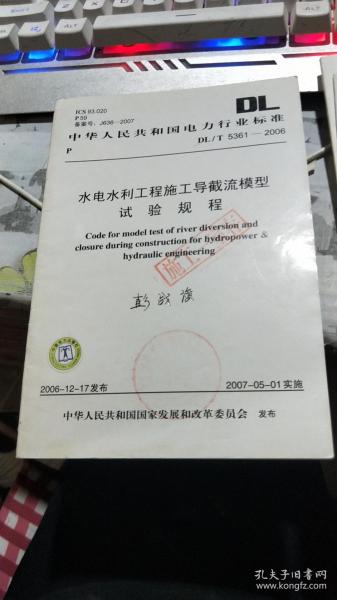 ICS 93.020
P 59
备案号: J636—2007
DL
中华人民共和国电力行业标准
P
DL/T 5361—2006
水电水利工程施工导截流模型
试验规程
Code for model test of river diversion and
closure during construction for hydropower &
hydraulic engineering
施工
2006-12-17发布
2007-05-01实施
中华人民共和国国家发展和改革委员会 发布
孔夫子旧书网
www.kongfz.com